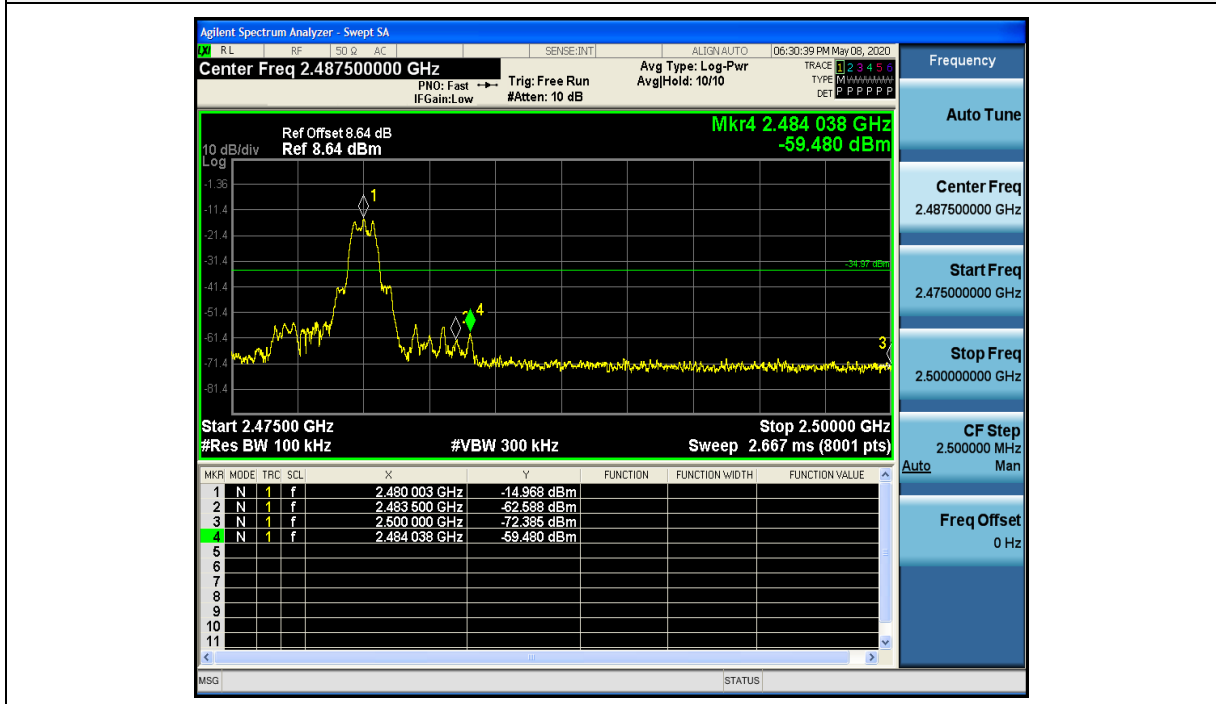 Agilent Spectrum Analyzer - Swept SA
LXI RL RF 50 Ω AC SENSE:INT ALIGN AUTO 06:30:39 PM May 08, 2020
Center Freq 2.487500000 GHz
PNO: Fast
IFGain:Low
Trig: Free Run
#Atten: 10 dB
Avg Type: Log-Pwr
Avg|Hold: 10/10
TRACE 1 2 3 4 5 6
TYPE M WWWWW
DET P P P P P P
Mkr4 2.484 038 GHz
-59.480 dBm
Ref Offset 8.64 dB
10 dB/div Ref 8.64 dBm
Log
-1.36
-11.4
-21.4
-31.4
-41.4
-51.4
-61.4
-71.4
-81.4
1
4
3
-34.97 dBm
Start 2.47500 GHz Stop 2.50000 GHz
#Res BW 100 kHz #VBW 300 kHz Sweep 2.667 ms (8001 pts)
MKR MODE TRC SCL X Y FUNCTION FUNCTION WIDTH FUNCTION VALUE
1 N 1 f 2.480 003 GHz -14.968 dBm
2 N 1 f 2.483 500 GHz -62.588 dBm
3 N 1 f 2.500 000 GHz -72.385 dBm
4 N 1 f 2.484 038 GHz -59.480 dBm
5
6
7
8
9
10
11
MSG STATUS
Frequency
Auto Tune
Center Freq
2.487500000 GHz
Start Freq
2.475000000 GHz
Stop Freq
2.500000000 GHz
CF Step
2.500000 MHz
Auto Man
Freq Offset
0 Hz